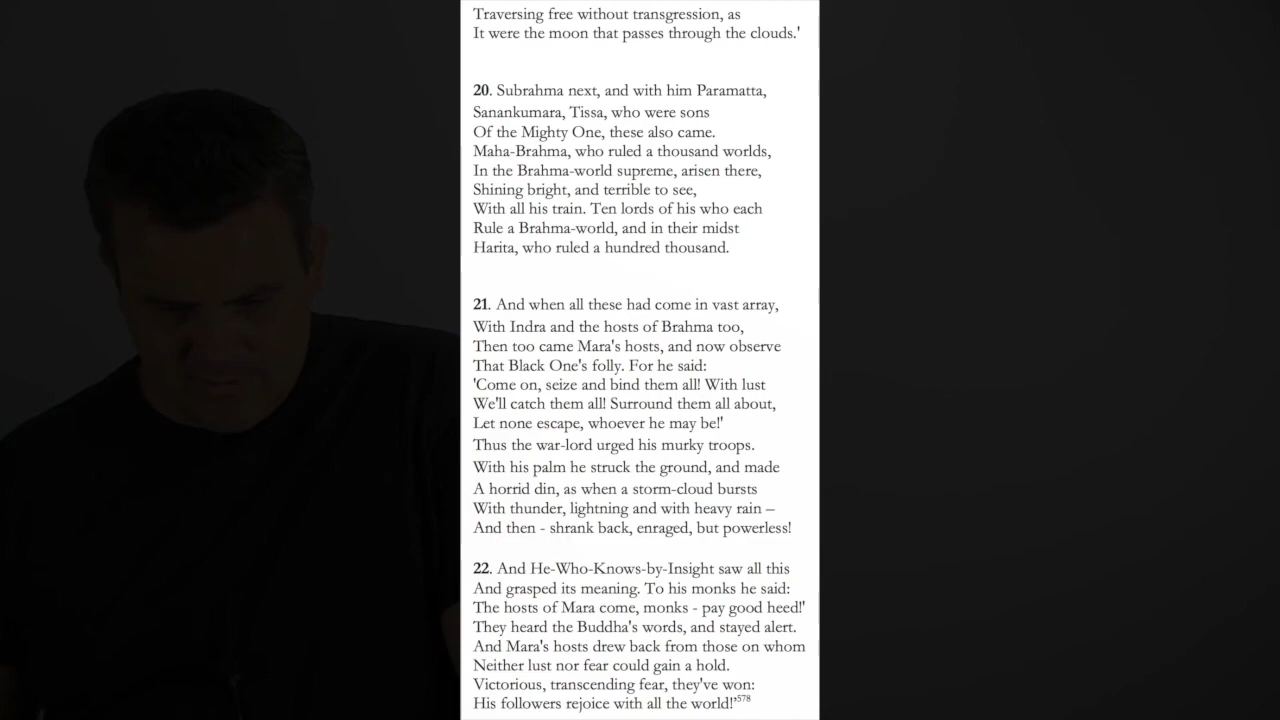 Traversing free without transgression, as
It were the moon that passes through the clouds.'
20. Subrahma next, and with him Paramatta,
Sanankumara, Tissa, who were sons
Of the Mighty One, these also came.
Maha-Brahma, who ruled a thousand worlds,
In the Brahma-world supreme, arisen there,
Shining bright, and terrible to see,
With all his train. Ten lords of his who each
Rule a Brahma-world, and in their midst
Harita, who ruled a hundred thousand.
21. And when all these had come in vast array,
With Indra and the hosts of Brahma too,
Then too came Mara's hosts, and now observe
That Black One's folly. For he said:
'Come on, seize and bind them all! With lust
We'll catch them all! Surround them all about,
Let none escape, whoever he may be!'
Thus the war-lord urged his murky troops.
With his palm he struck the ground, and made
A horrid din, as when a storm-cloud bursts
With thunder, lightning and with heavy rain –
And then - shrank back, enraged, but powerless!
22. And He-Who-Knows-by-Insight saw all this
And grasped its meaning. To his monks he said:
The hosts of Mara come, monks - pay good heed!'
They heard the Buddha's words, and stayed alert.
And Mara's hosts drew back from those on whom
Neither lust nor fear could gain a hold.
Victorious, transcending fear, they've won:
His followers rejoice with all the world!'578